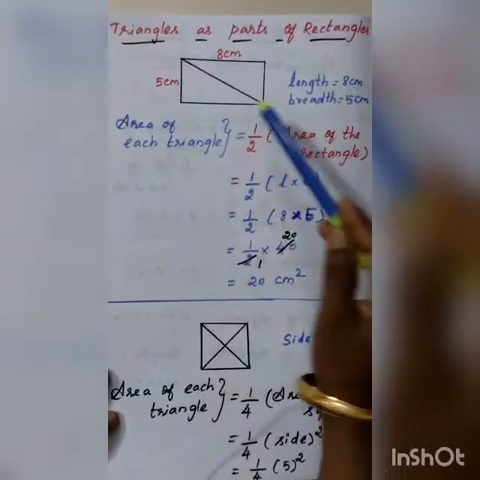 Triangles as parts of Rectangles
8cm
5cm
length = 8cm
breadth = 5cm
Area of
each triangle } = 1/2 (Area of the
rectangle)
= 1/2 ( l ×
= 1/2 (8 × 5)
20
= 1/2 × 40
1
= 20 cm²
Side
Area of each
triangle } = 1/4 (
= 1/4 (side)²
= 1/4 (5)²
InShOt